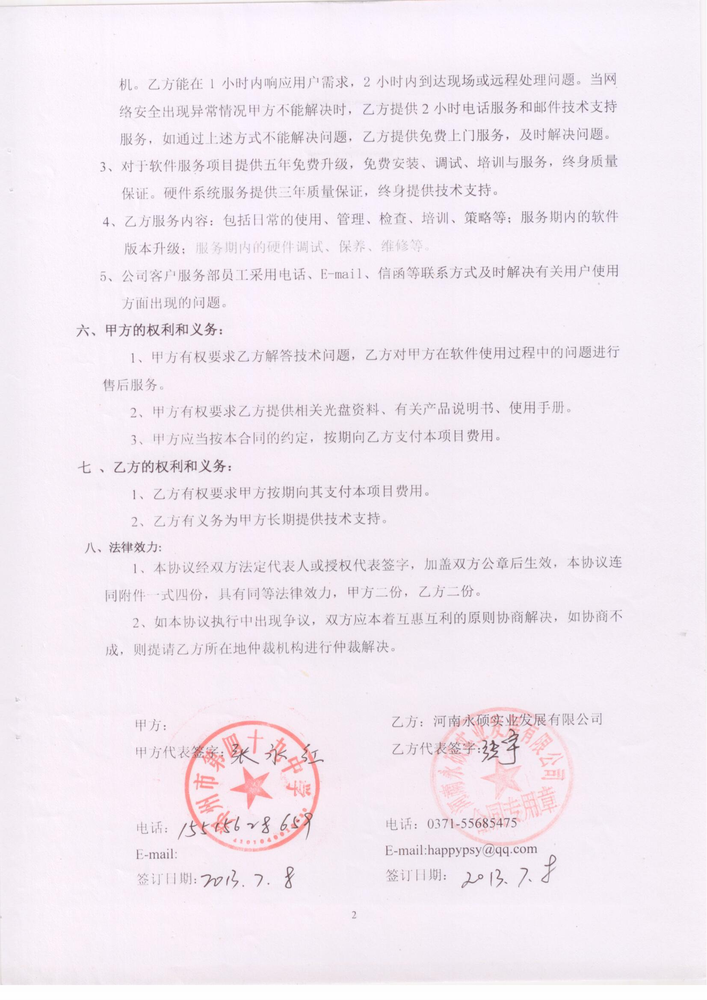 机。乙方能在 1 小时内响应用户需求，2 小时内到达现场或远程处理问题。当网
络安全出现异常情况甲方不能解决时，乙方提供 2 小时电话服务和邮件技术支持
服务，如通过上述方式不能解决问题，乙方提供免费上门服务，及时解决问题。
3、对于软件服务项目提供五年免费升级，免费安装、调试、培训与服务，终身质量
保证。硬件系统服务提供三年质量保证，终身提供技术支持。
4、乙方服务内容：包括日常的使用、管理、检查、培训、策略等；服务期内的软件
版本升级；服务期内的硬件调试、保养、维修等。
5、公司客户服务部员工采用电话、E-mail、信函等联系方式及时解决有关用户使用
方面出现的问题。
六、甲方的权利和义务：
1、甲方有权要求乙方解答技术问题，乙方对甲方在软件使用过程中的问题进行
售后服务。
2、甲方有权要求乙方提供相关光盘资料、有关产品说明书、使用手册。
3、甲方应当按本合同的约定，按期向乙方支付本项目费用。
七 、乙方的权利和义务：
1、乙方有权要求甲方按期向其支付本项目费用。
2、乙方有义务为甲方长期提供技术支持。
八、法律效力:
1、本协议经双方法定代表人或授权代表签字，加盖双方公章后生效，本协议连
同附件一式四份，具有同等法律效力，甲方二份，乙方二份。
2、如本协议执行中出现争议，双方应本着互惠互利的原则协商解决，如协商不
成，则提请乙方所在地仲裁机构进行仲裁解决。
甲方：
乙方：河南永硕实业发展有限公司
甲方代表签字：张永红
乙方代表签字:张宇
郑州市第四十九中学
河南永硕实业发展有限公司
合同专用章
电话：15515628659
电话：0371-55685475
E-mail:
E-mail:happypsy@qq.com
签订日期:2013.7.8
签订日期： 2013.7.8
2